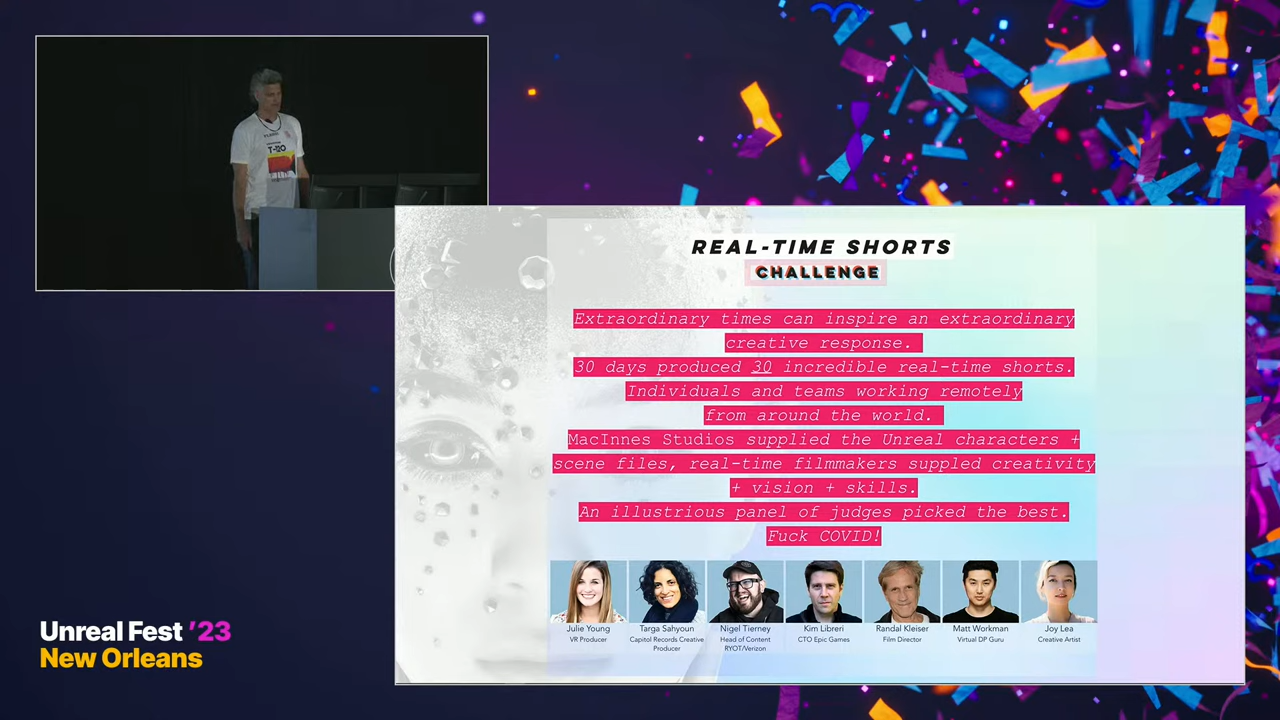 T-120
REAL-TIME SHORTS
CHALLENGE
Extraordinary times can inspire an extraordinary
creative response.
30 days produced 30 incredible real-time shorts.
Individuals and teams working remotely
from around the world.
MacInnes Studios supplied the Unreal characters +
scene files, real-time filmmakers suppled creativity
+ vision + skills.
An illustrious panel of judges picked the best.
Fuck COVID!
Julie Young
VR Producer
Targa Sahyoun
Capitol Records Creative
Producer
Nigel Tierney
Head of Content
RYOT/Verizon
Kim Libreri
CTO Epic Games
Randal Kleiser
Film Director
Matt Workman
Virtual DP Guru
Joy Lea
Creative Artist
Unreal Fest '23
New Orleans